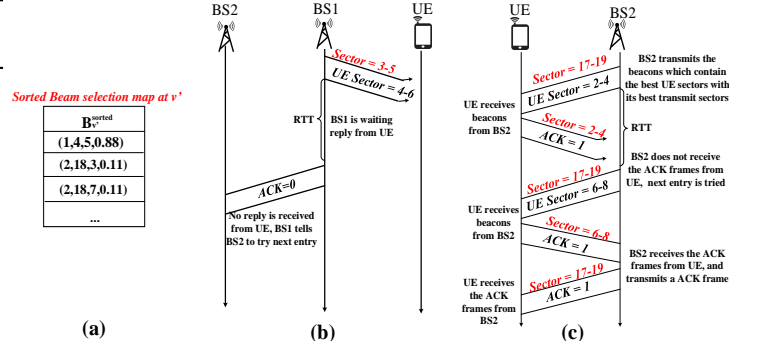 Sorted Beam selection map at v'
B_v'^sorted
(1,4,5,0.88)
(2,18,3,0.11)
(2,18,7,0.11)
...
(a)
BS2
BS1
UE
Sector = 3-5
UE Sector = 4-6
RTT
BS1 is waiting
reply from UE
ACK=0
No reply is received
from UE, BS1 tells
BS2 to try next entry
(b)
UE
BS2
Sector = 17-19
UE Sector = 2-4
BS2 transmits the
beacons which contain
the best UE sectors with
its best transmit sectors
UE receives
beacons
from BS2
Sector = 2-4
ACK = 1
RTT
BS2 does not receive
the ACK frames from
UE, next entry is tried
Sector = 17-19
UE Sector = 6-8
UE receives
beacons
from BS2
Sector = 6-8
ACK = 1
BS2 receives the ACK
frames from UE, and
transmits a ACK frame
Sector = 17-19
ACK = 1
UE receives
the ACK
frames from
BS2
(c)